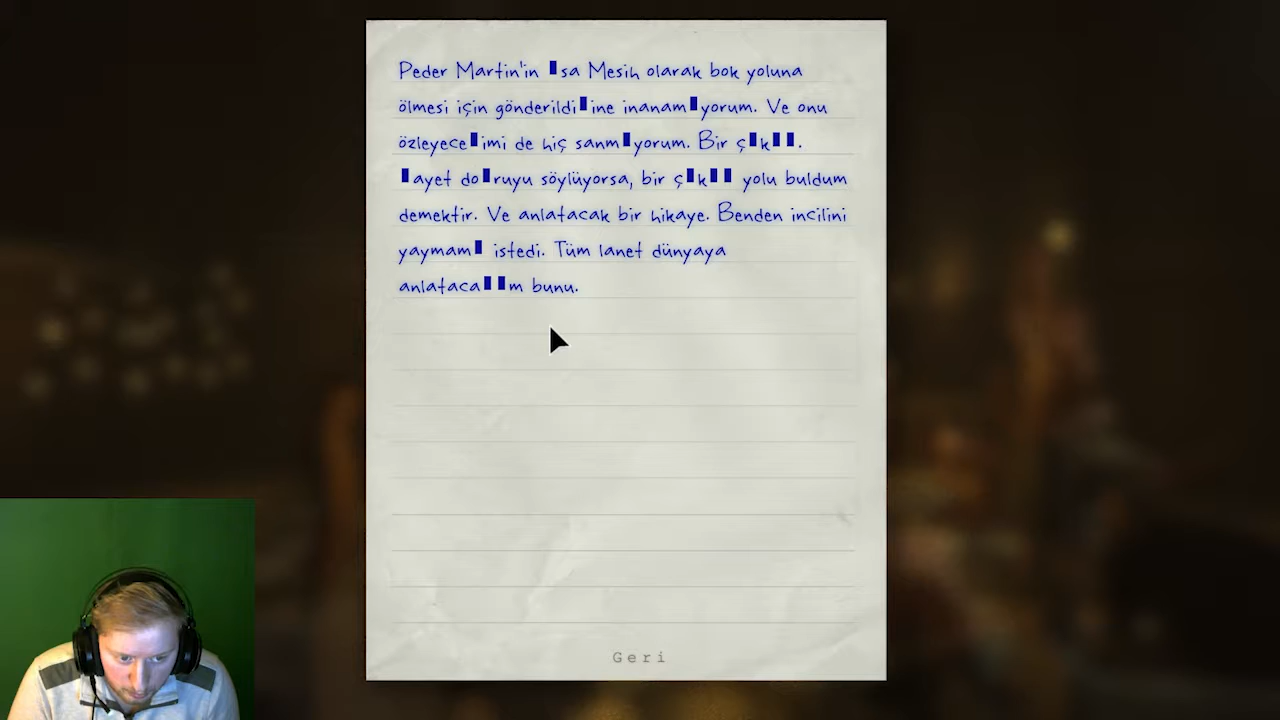 Peder Martin'in ▮sa Mesih olarak bok yoluna
ölmesi için gönderildi▮ine inanam▮yorum. Ve onu
özleyece▮imi de hiç sanm▮yorum. Bir ç▮k▮▮.
▮ayet do▮ruyu söylüyorsa, bir ç▮k▮▮ yolu buldum
demektir. Ve anlatacak bir hikaye. Benden incilini
yaymam▮ istedi. Tüm lanet dünyaya
anlataca▮▮m bunu.
Geri